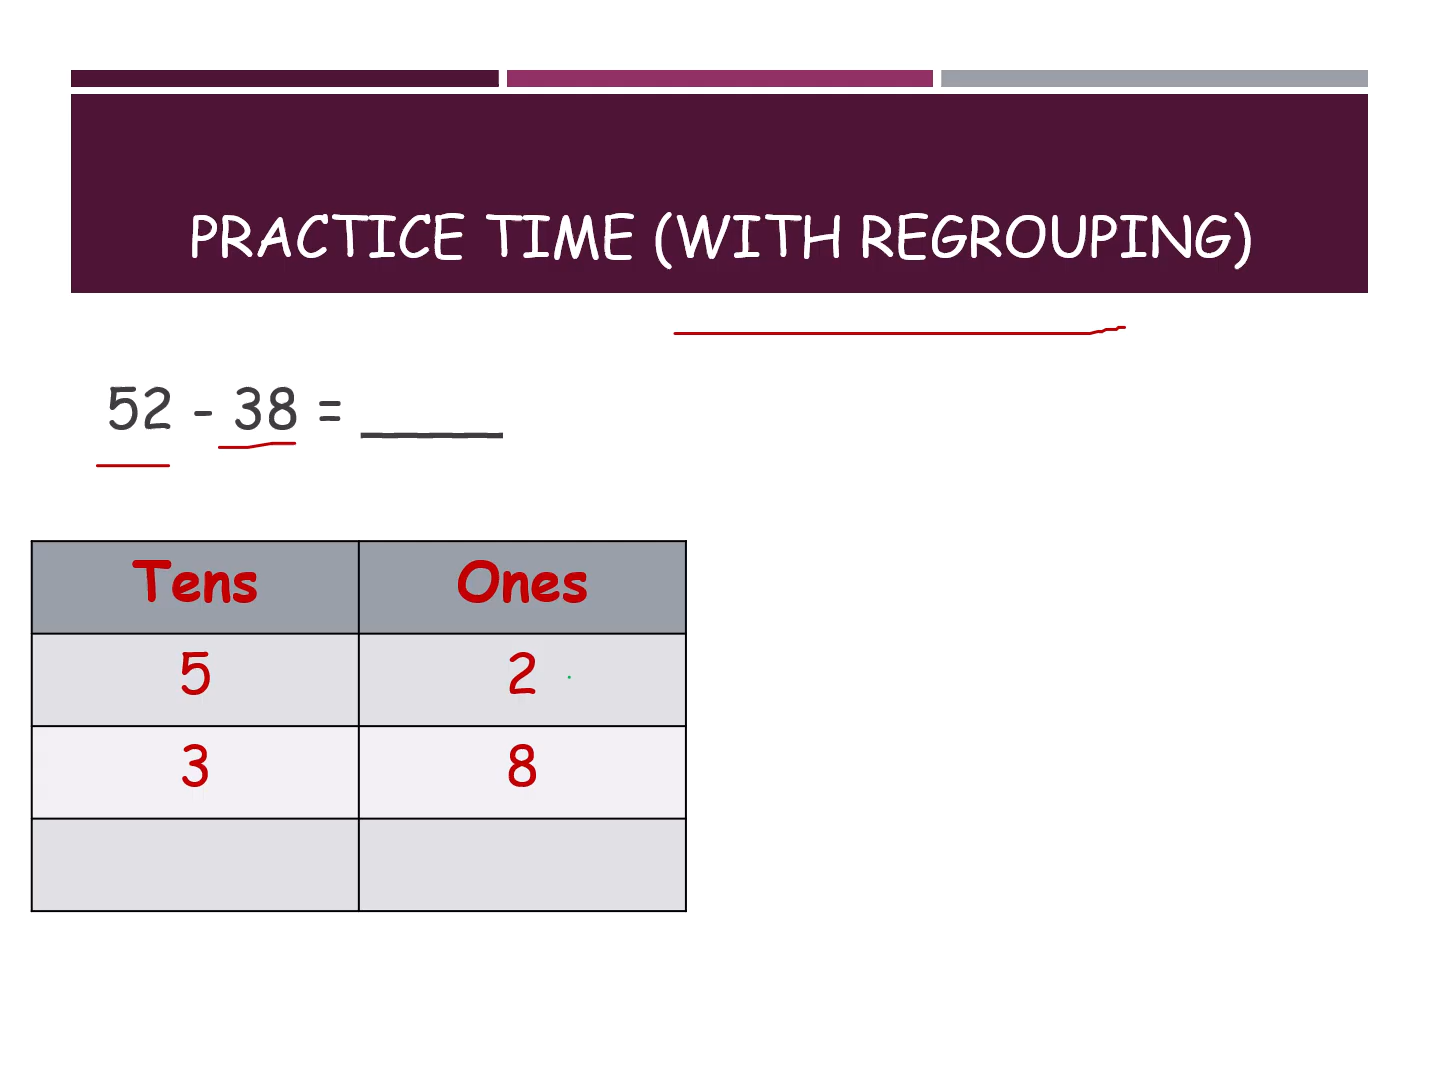 PRACTICE TIME (WITH REGROUPING)
52 - 38 = _____
Tens Ones
5 2
3 8